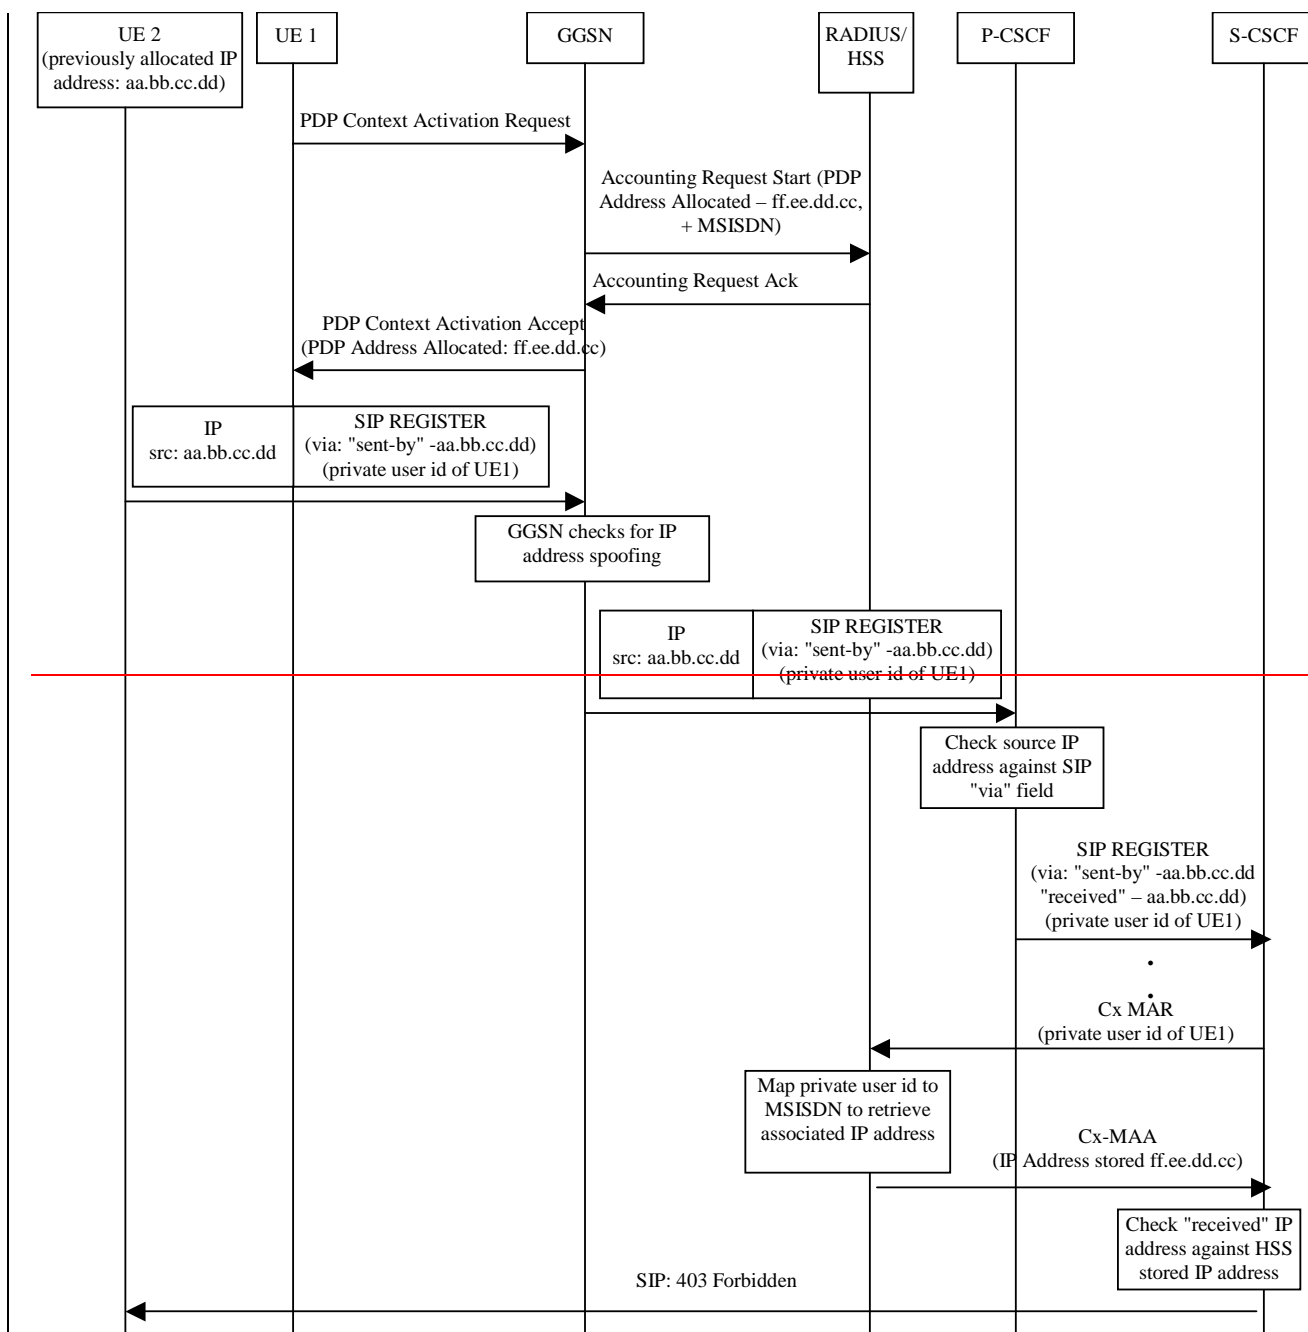 UE 2
(previously allocated IP
address: aa.bb.cc.dd)
UE 1
GGSN
RADIUS/
HSS
P-CSCF
S-CSCF
PDP Context Activation Request
Accounting Request Start (PDP
Address Allocated – ff.ee.dd.cc,
+ MSISDN)
Accounting Request Ack
PDP Context Activation Accept
(PDP Address Allocated: ff.ee.dd.cc)
IP
src: aa.bb.cc.dd
SIP REGISTER
(via: "sent-by" -aa.bb.cc.dd)
(private user id of UE1)
GGSN checks for IP
address spoofing
IP
src: aa.bb.cc.dd
SIP REGISTER
(via: "sent-by" -aa.bb.cc.dd)
(private user id of UE1)
Check source IP
address against SIP
"via" field
SIP REGISTER
(via: "sent-by" -aa.bb.cc.dd
"received" – aa.bb.cc.dd)
(private user id of UE1)
.
.
Cx MAR
(private user id of UE1)
Map private user id to
MSISDN to retrieve
associated IP address
Cx-MAA
(IP Address stored ff.ee.dd.cc)
Check "received" IP
address against HSS
stored IP address
SIP: 403 Forbidden